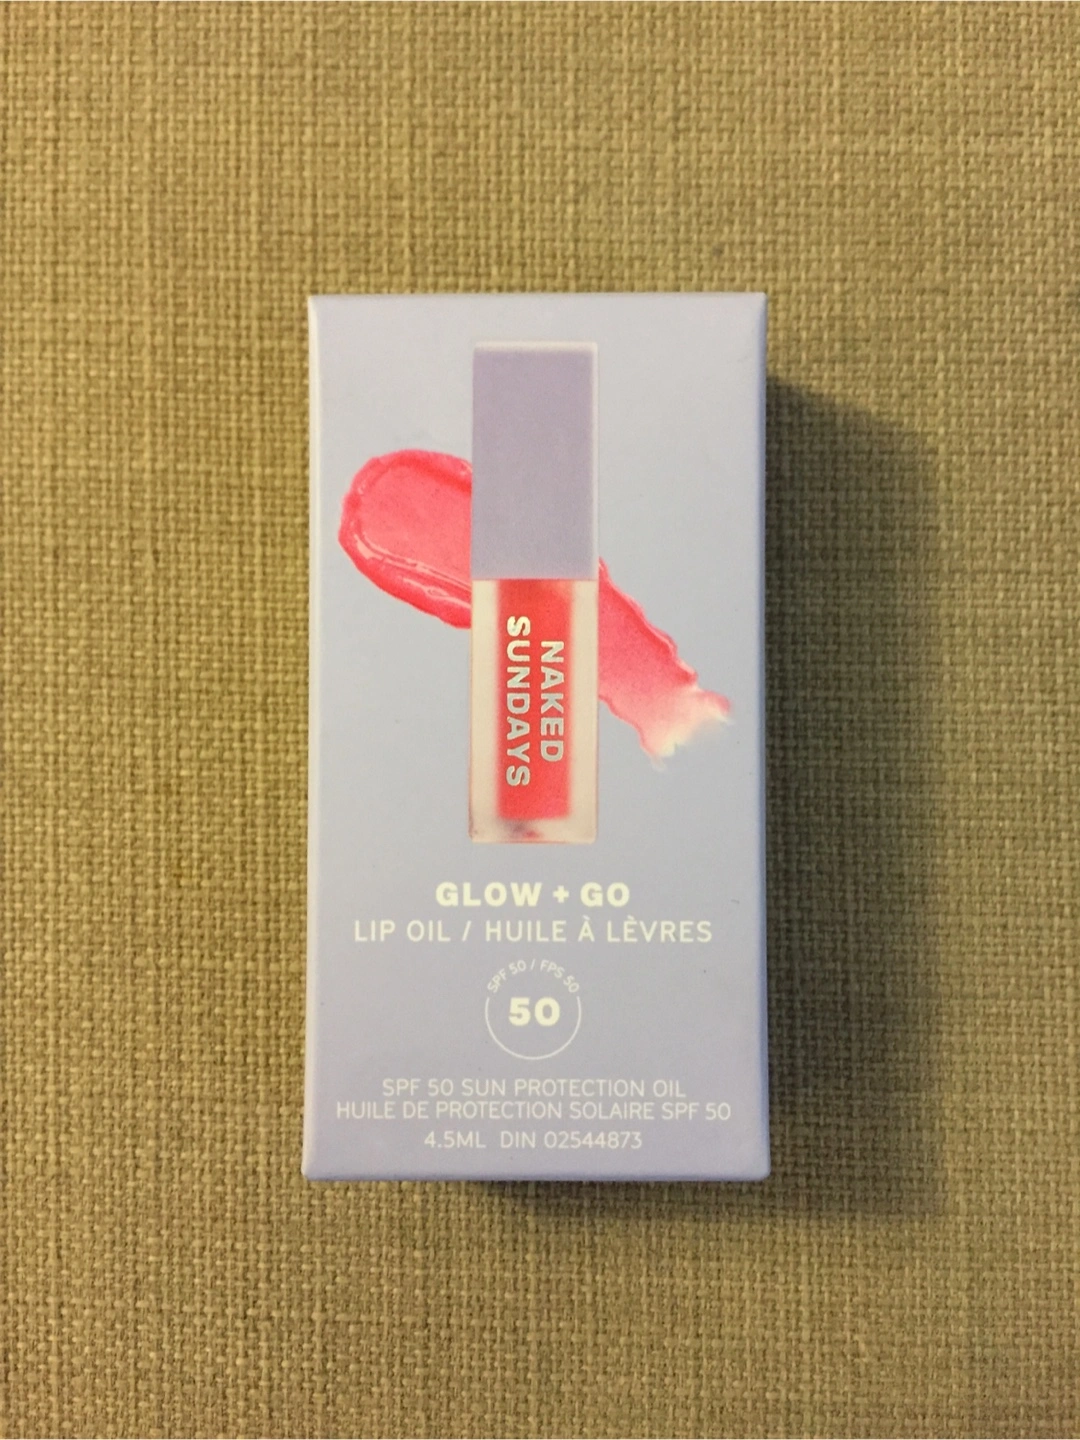 NAKED
SUNDAYS
GLOW + GO
LIP OIL / HUILE À LÈVRES
SPF 50 / FPS 50
50
SPF 50 SUN PROTECTION OIL
HUILE DE PROTECTION SOLAIRE SPF 50
4.5ML DIN 02544873